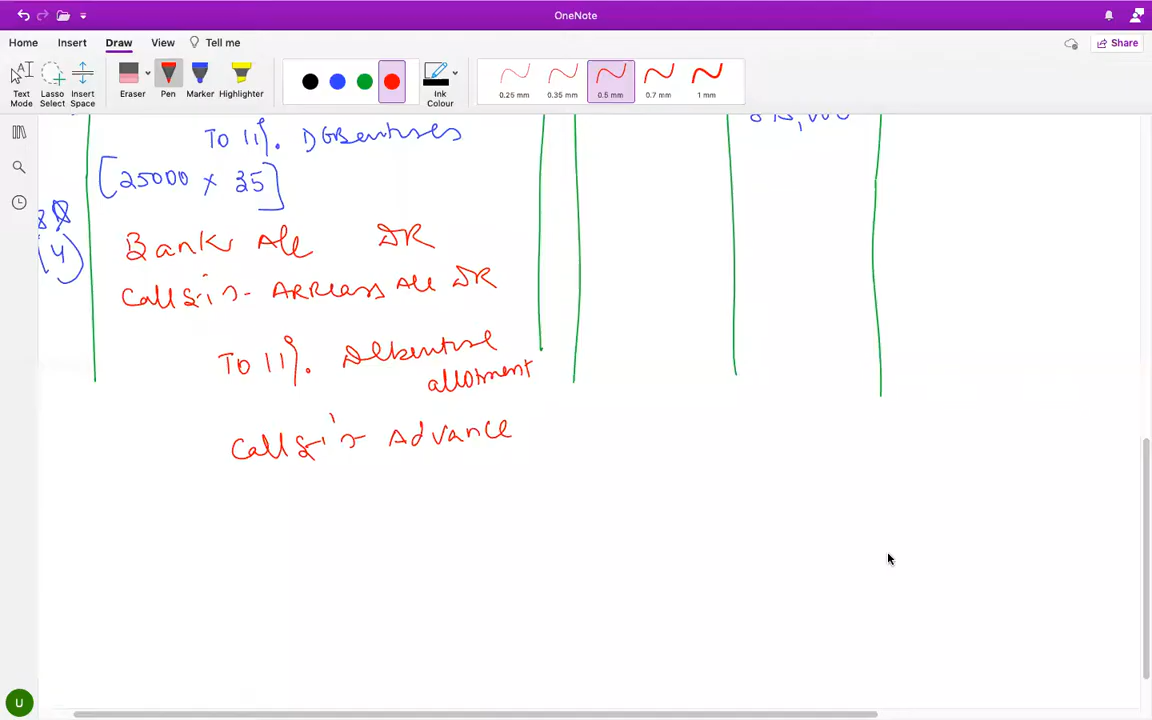 OneNote
Home Insert Draw View Tell me
Share
Text Mode
Lasso Select
Insert Space
Eraser
Pen
Marker
Highlighter
Ink Colour
0.25 mm 0.35 mm 0.5 mm 0.7 mm 1 mm
To 11%. Debentures
[25000 x 35]
(4)
Bank A/c DR
Calls-in-Arrears A/c DR
To 11%. Debenture
allotment
Calls-in-Advance
U